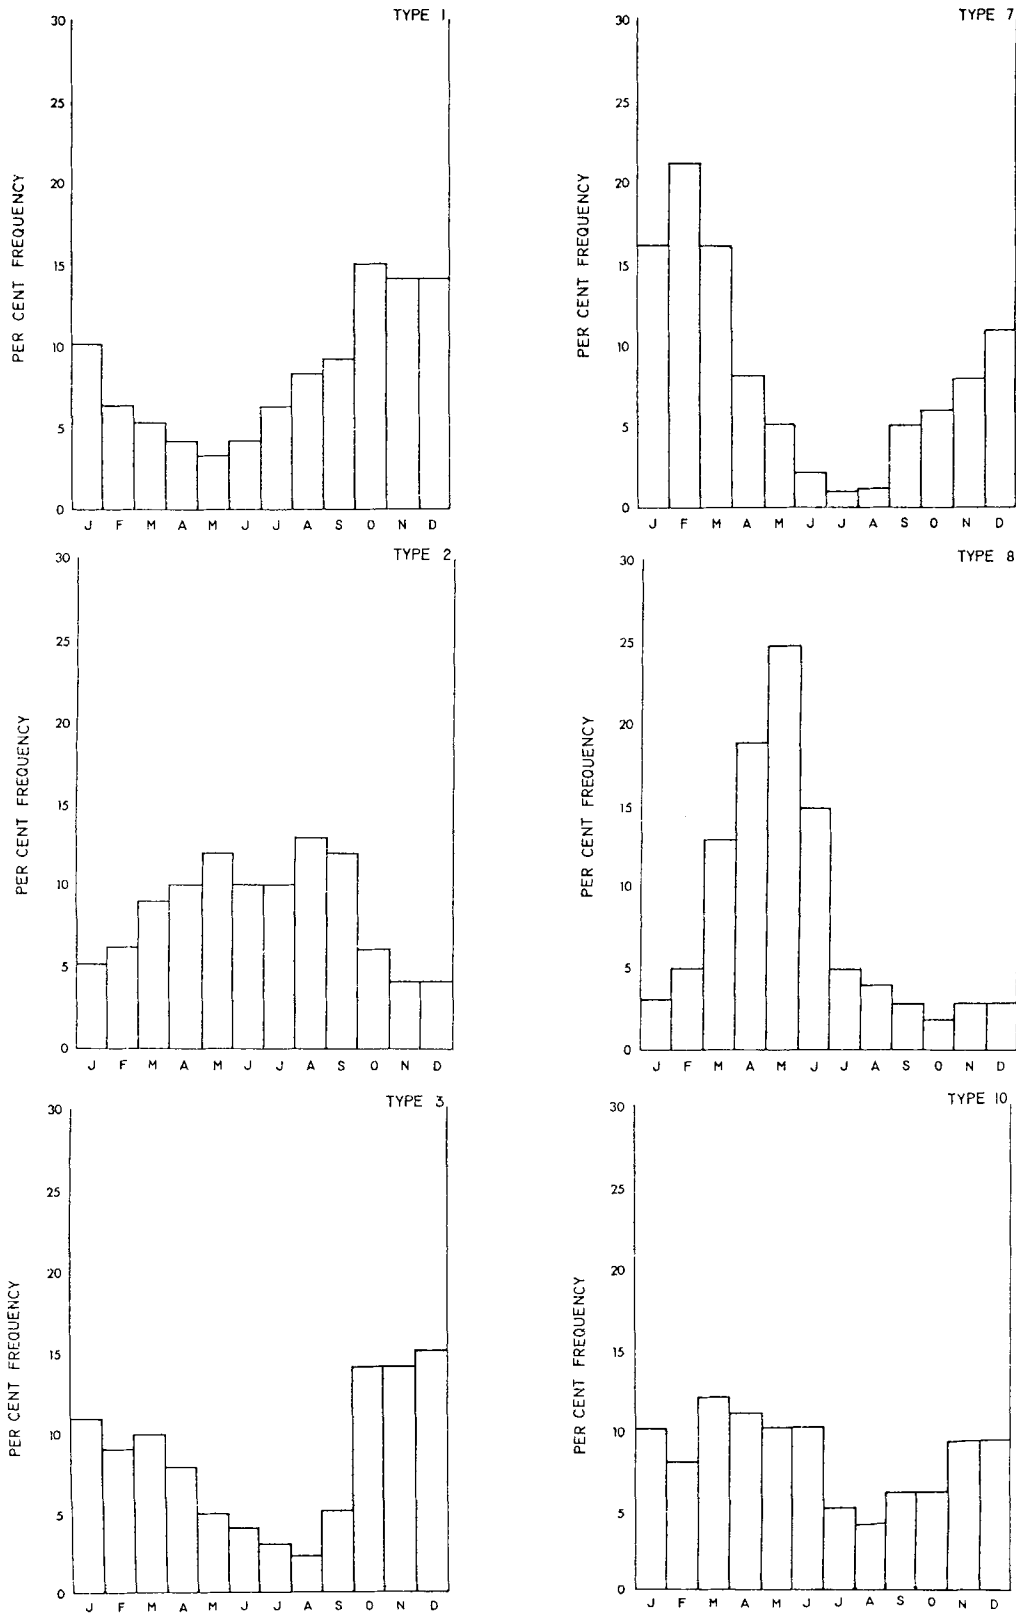 TYPE 1
30
25
20
15
10
5
0
PER CENT FREQUENCY
J F M A M J J A S O N D
TYPE 7
30
25
20
15
10
5
0
PER CENT FREQUENCY
J F M A M J J A S O N D
TYPE 2
30
25
20
15
10
5
0
PER CENT FREQUENCY
J F M A M J J A S O N D
TYPE 8
30
25
20
15
10
5
0
PER CENT FREQUENCY
J F M A M J J A S O N D
TYPE 3
30
25
20
15
10
5
0
PER CENT FREQUENCY
J F M A M J J A S O N D
TYPE 10
30
25
20
15
10
5
0
PER CENT FREQUENCY
J F M A M J J A S O N D